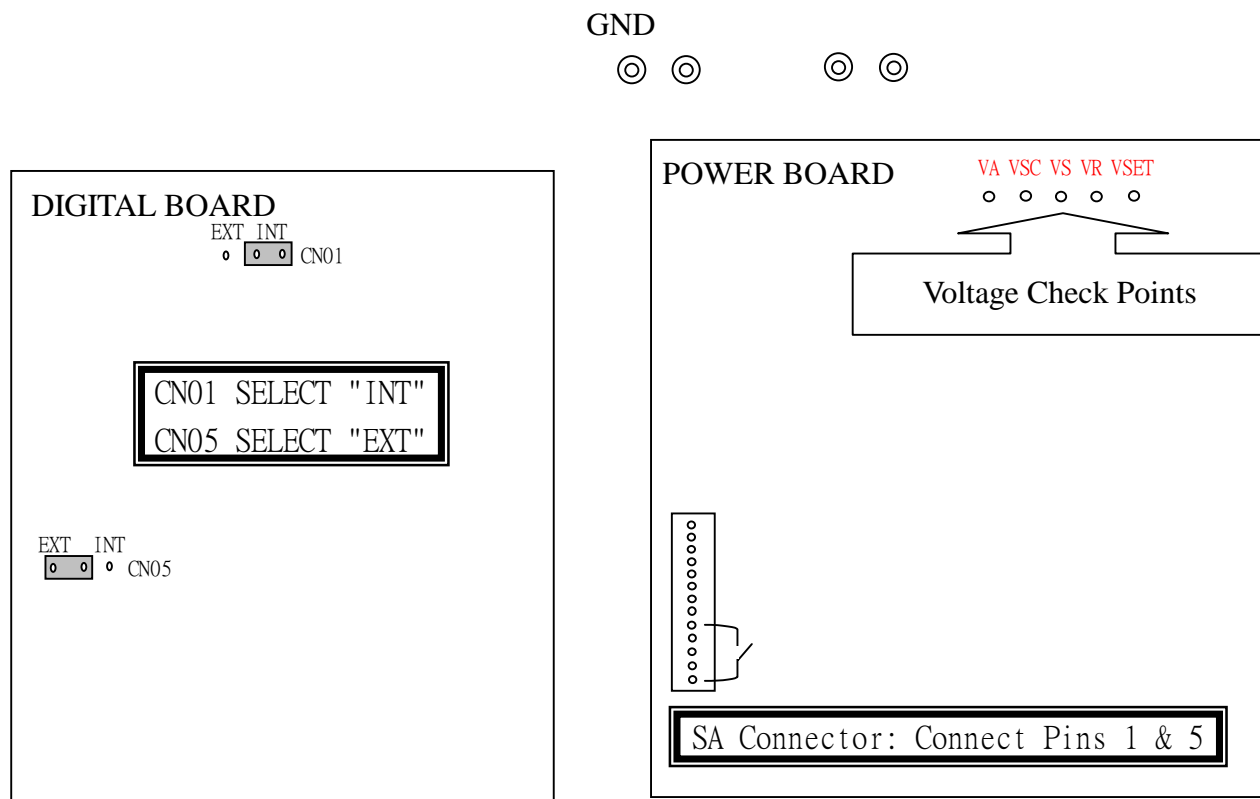 GND
DIGITAL BOARD
EXT INT
CN01
CN01 SELECT "INT"
CN05 SELECT "EXT"
EXT INT
CN05
POWER BOARD
VA VSC VS VR VSET
Voltage Check Points
SA Connector: Connect Pins 1 & 5